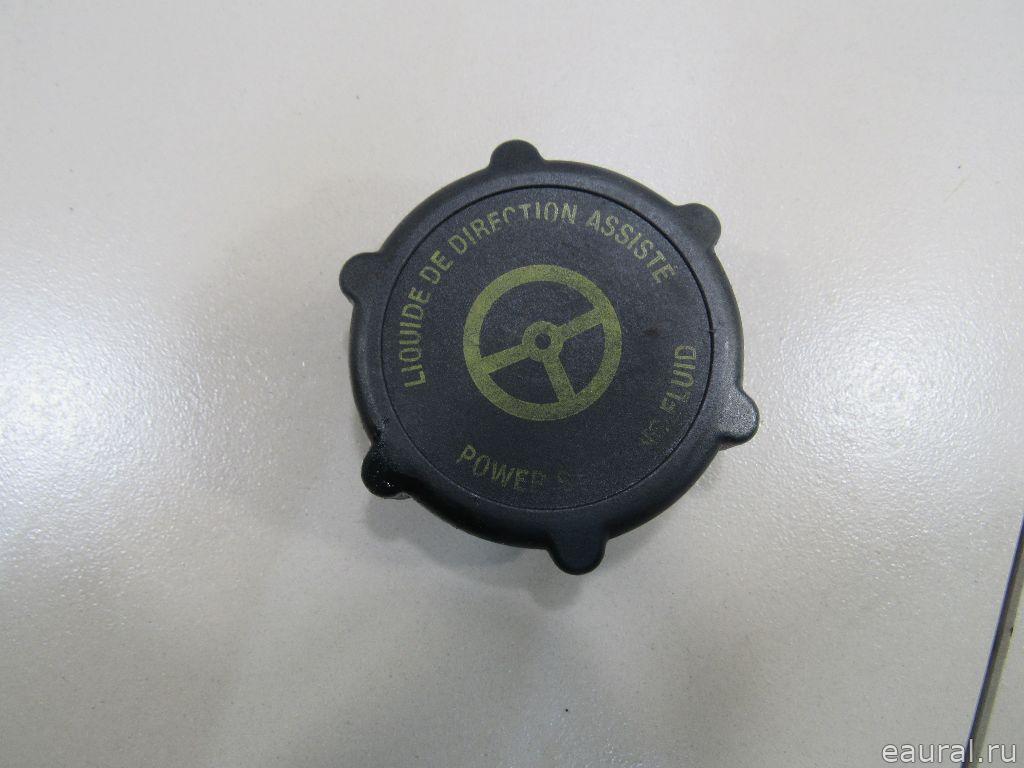 LIQUIDE DE DIRECTION ASSISTÉ
POWER FLUID
eaural.ru